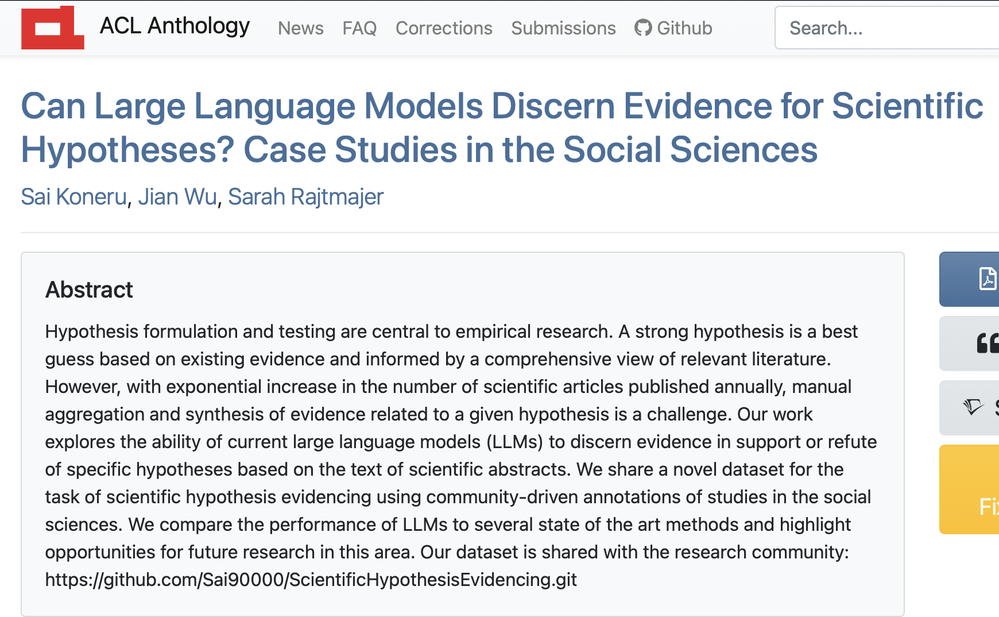 ACL Anthology News FAQ Corrections Submissions Github Search...
Can Large Language Models Discern Evidence for Scientific
Hypotheses? Case Studies in the Social Sciences
Sai Koneru, Jian Wu, Sarah Rajtmajer
Abstract
Hypothesis formulation and testing are central to empirical research. A strong hypothesis is a best
guess based on existing evidence and informed by a comprehensive view of relevant literature.
However, with exponential increase in the number of scientific articles published annually, manual
aggregation and synthesis of evidence related to a given hypothesis is a challenge. Our work
explores the ability of current large language models (LLMs) to discern evidence in support or refute
of specific hypotheses based on the text of scientific abstracts. We share a novel dataset for the
task of scientific hypothesis evidencing using community-driven annotations of studies in the social
sciences. We compare the performance of LLMs to several state of the art methods and highlight
opportunities for future research in this area. Our dataset is shared with the research community:
https://github.com/Sai90000/ScientificHypothesisEvidencing.git